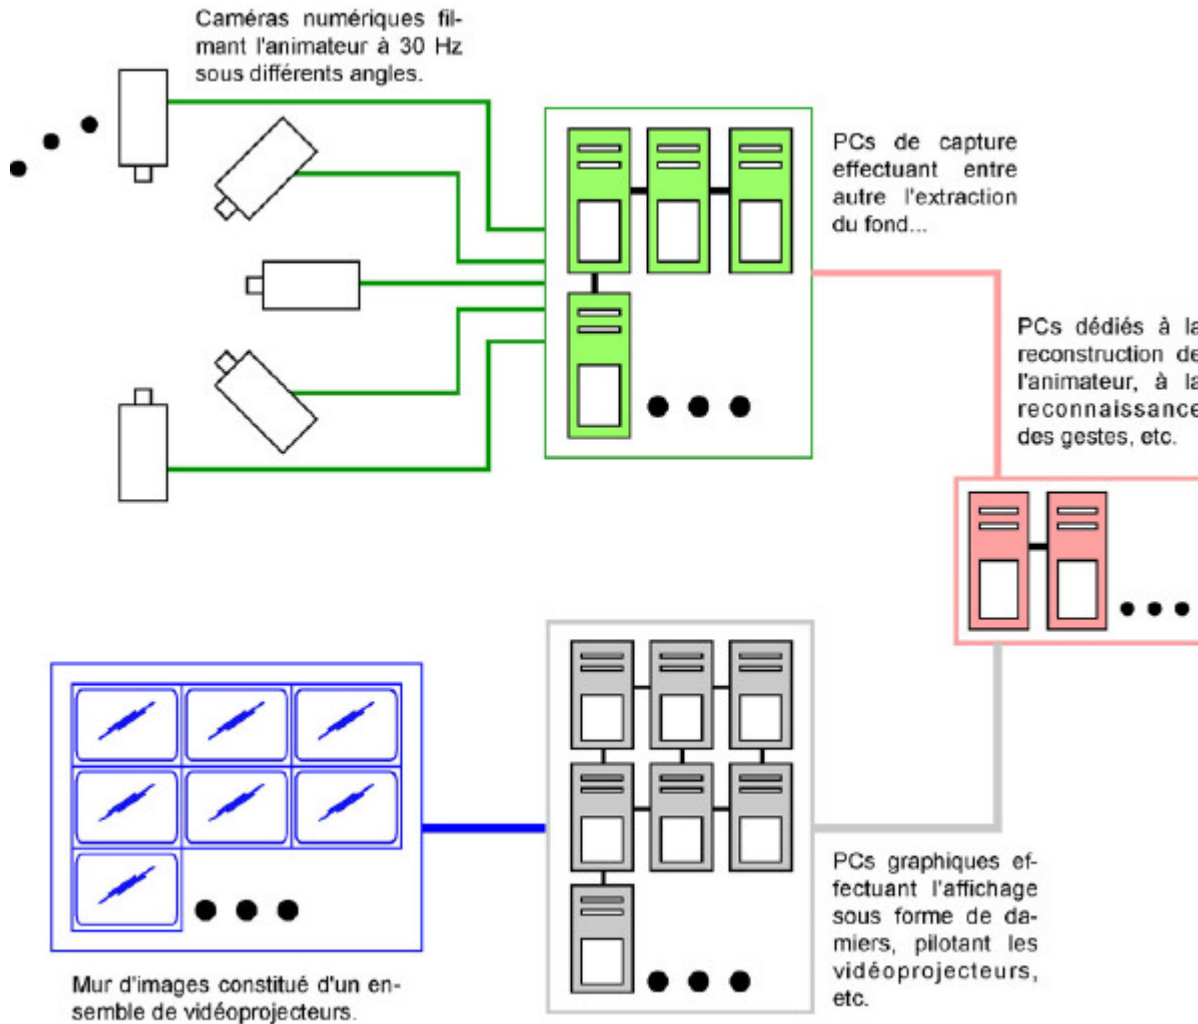 Caméras numériques fil-
mant l'animateur à 30 Hz
sous différents angles.
PCs de capture
effectuant entre
autre l'extraction
du fond...
PCs dédiés à la
reconstruction de
l'animateur, à la
reconnaissance
des gestes, etc.
PCs graphiques ef-
fectuant l'affichage
sous forme de da-
miers, pilotant les
vidéoprojecteurs,
etc.
Mur d'images constitué d'un en-
semble de vidéoprojecteurs.